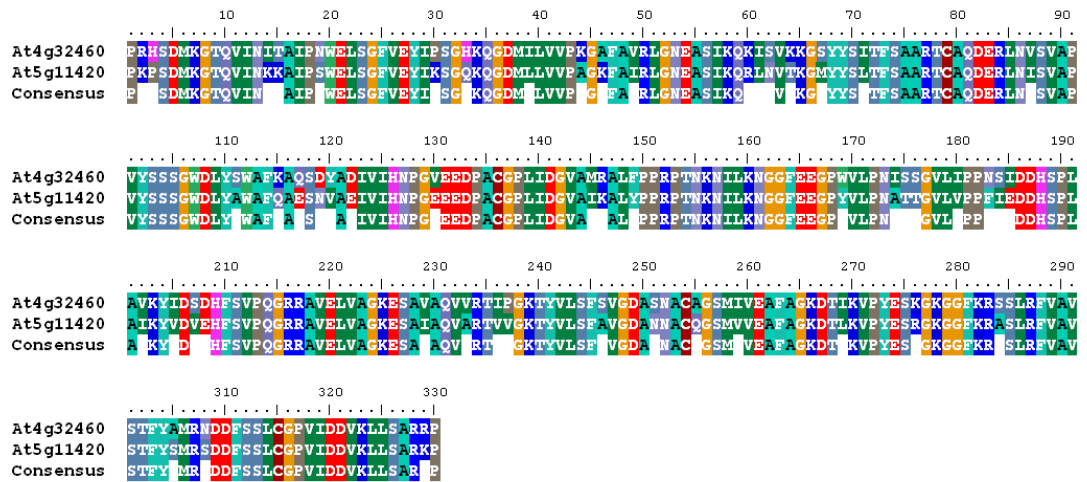 10 20 30 40 50 60 70 80 90
At4g32460 PRHSDMKGTQVINITAIPNWELSGFVEYIPSGHKQGDMILVVPKGAFAVRLGNEASIKQKISVKKGSYYSITFSAARTCAQDERLNVSVAP
At5g11420 PKPSDMKGTQVINKKAIPSWELSGFVEYIKSGQKQGDMLLVVPAGKFAIRLGNEASIKQRLNVTKGMYYSLTFSAARTCAQDERLNISVAP
Consensus P  SDMKGTQVIN  AIP WELSGFVEYI SG KQGDM LVVP G FA RLGNEASIKQ   V KG YYS TFSAARTCAQDERLN SVAP
110 120 130 140 150 160 170 180 190
At4g32460 VYSSSGWDLYSWAFKAQSDYADIVIHNPGVEEDPACGPLIDGVAMRALFPPRPTNKNILKNGGFEEGPWVLPNISSGVLIPPNSIDDHSPL
At5g11420 VYSSSGWDLYAWAFQAESNVAEIVIHNPGEEEDPACGPLIDGVAIKALYPPRPTNKNILKNGGFEEGPYVLPNATTGVLVPPFIEDDHSPL
Consensus VYSSSGWDLY WAF A S  A IVIHNPG EEDPACGPLIDGVA  AL PPRPTNKNILKNGGFEEGP VLPN   GVL PP   DDHSPL
210 220 230 240 250 260 270 280 290
At4g32460 AVKYIDSDHFSVPQGRRAVELVAGKESAVAQVVRTIPGKTYVLSFSVGDASNACAGSMIVEAFAGKDTIKVPYESKGKGGFKRSSLRFVAV
At5g11420 AIKYVDVEHFSVPQGRRAVELVAGKESAIAQVARTVVGKTYVLSFAVGDANNACQGSMVVEAFAGKDTLKVPYESRGKGGFKRASLRFVAV
Consensus A KY D  HFSVPQGRRAVELVAGKESA AQV RT  GKTYVLSF VGDA NAC GSM VEAFAGKDT KVPYES GKGGFKR SLRFVAV
310 320 330
At4g32460 STFYAMRNDDFSSLCGPVIDDVKLLSARRP
At5g11420 STFYSMRSDDFSSLCGPVIDDVKLLSARKP
Consensus STFY MR DDFSSLCGPVIDDVKLLSAR P